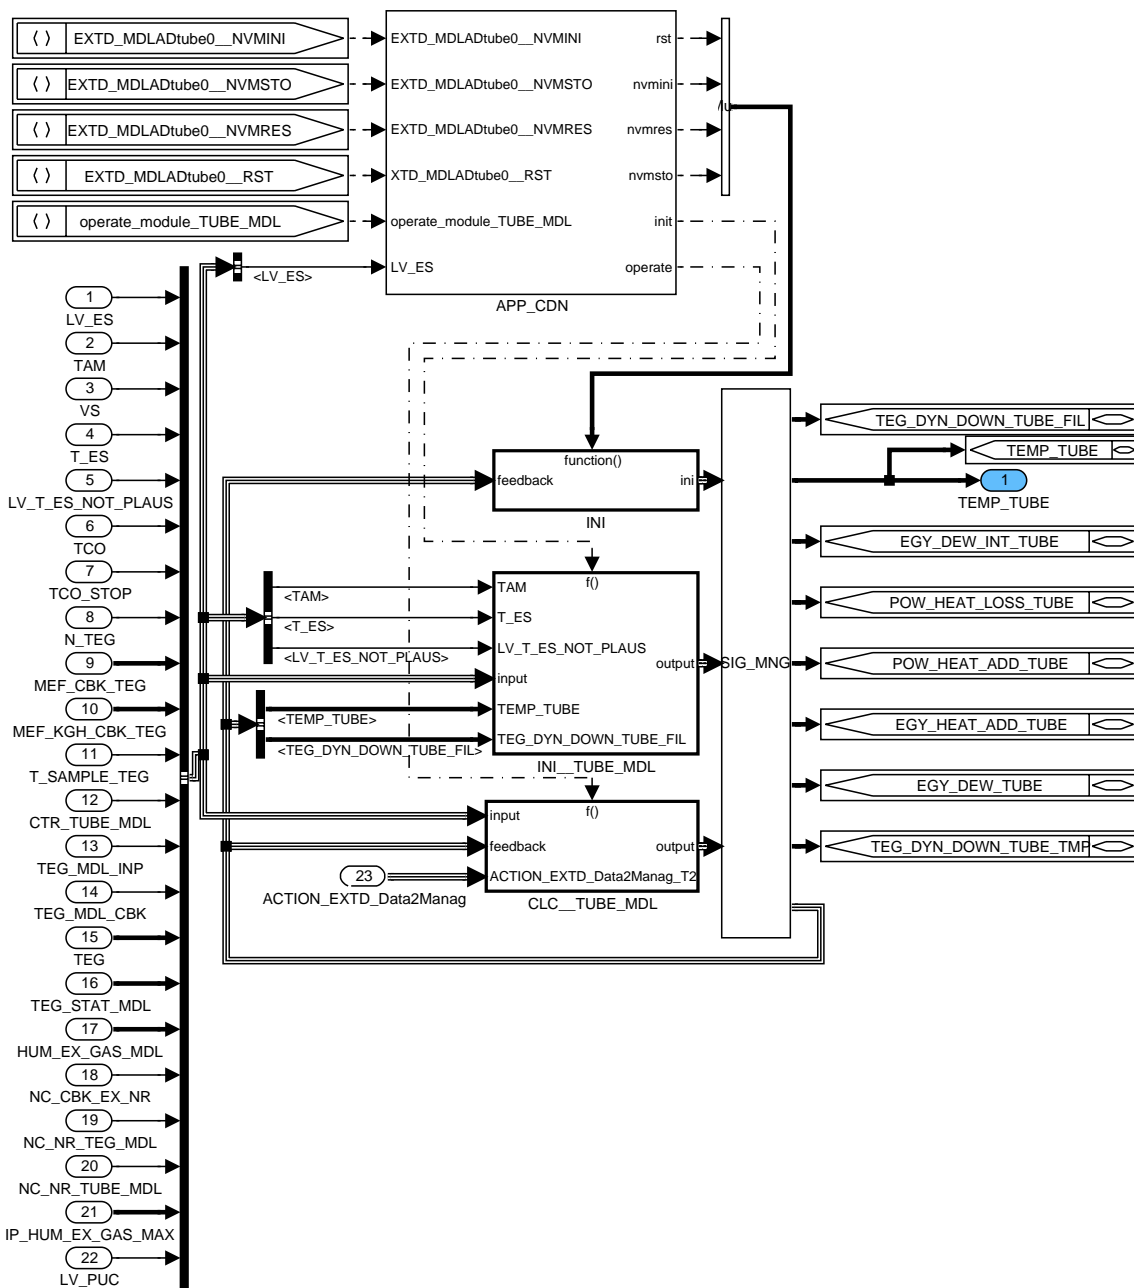 EXTD_MDLADtube0__NVMINI
EXTD_MDLADtube0__NVMSTO
EXTD_MDLADtube0__NVMRES
EXTD_MDLADtube0__RST
operate_module_TUBE_MDL
EXTD_MDLADtube0__NVMINI
EXTD_MDLADtube0__NVMSTO
EXTD_MDLADtube0__NVMRES
XTD_MDLADtube0__RST
operate_module_TUBE_MDL
LV_ES
rst
nvmini
nvmres
nvmsto
init
operate
APP_CDN
<LV_ES>
1
LV_ES
2
TAM
3
VS
4
T_ES
5
LV_T_ES_NOT_PLAUS
6
TCO
7
TCO_STOP
8
N_TEG
9
MEF_CBK_TEG
10
MEF_KGH_CBK_TEG
11
T_SAMPLE_TEG
12
CTR_TUBE_MDL
13
TEG_MDL_INP
14
TEG_MDL_CBK
15
TEG
16
TEG_STAT_MDL
17
HUM_EX_GAS_MDL
18
NC_CBK_EX_NR
19
NC_NR_TEG_MDL
20
NC_NR_TUBE_MDL
21
IP_HUM_EX_GAS_MAX
22
LV_PUC
function()
feedback
ini
INI
<TAM>
<T_ES>
<LV_T_ES_NOT_PLAUS>
<TEMP_TUBE>
<TEG_DYN_DOWN_TUBE_FIL>
f()
TAM
T_ES
LV_T_ES_NOT_PLAUS
input
TEMP_TUBE
TEG_DYN_DOWN_TUBE_FIL
output
INI__TUBE_MDL
f()
input
feedback
ACTION_EXTD_Data2Manag_T2
output
CLC__TUBE_MDL
23
ACTION_EXTD_Data2Manag
SIG_MNG
TEG_DYN_DOWN_TUBE_FIL
TEMP_TUBE
1
TEMP_TUBE
EGY_DEW_INT_TUBE
POW_HEAT_LOSS_TUBE
POW_HEAT_ADD_TUBE
EGY_HEAT_ADD_TUBE
EGY_DEW_TUBE
TEG_DYN_DOWN_TUBE_TMP